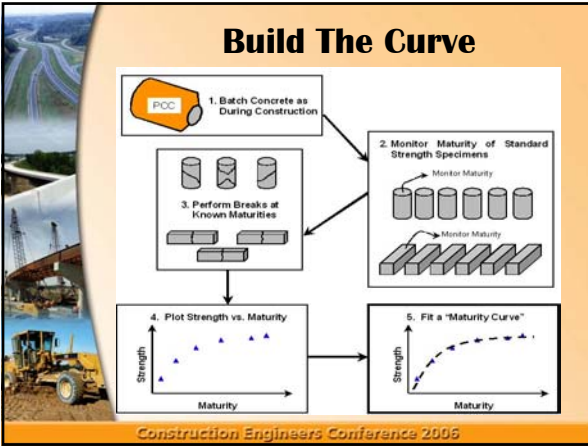 Build The Curve
PCC
1. Batch Concrete as
During Construction
2. Monitor Maturity of Standard
Strength Specimens
Monitor Maturity
Monitor Maturity
3. Perform Breaks at
Known Maturities
4. Plot Strength vs. Maturity
Strength
Maturity
5. Fit a "Maturity Curve"
Strength
Maturity
Construction Engineers Conference 2006